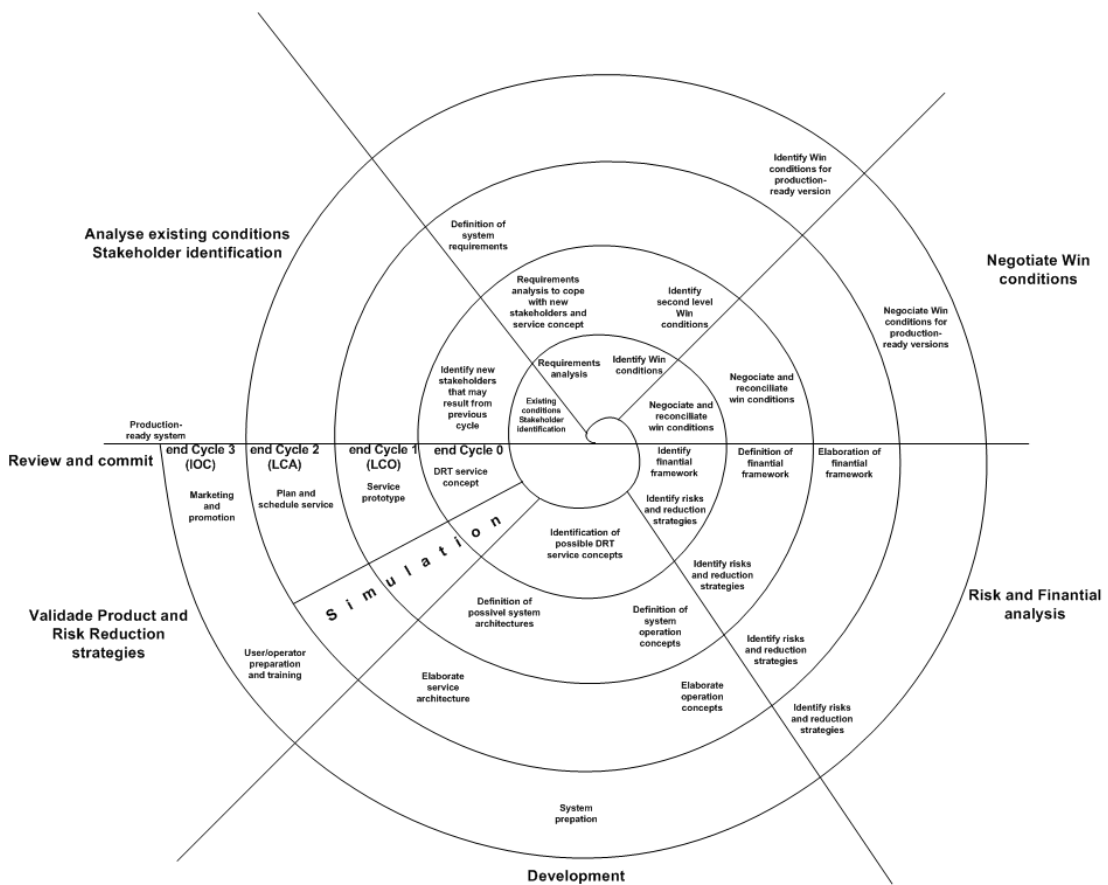 Identify Win
conditions for
production-
ready version
Analyse existing conditions
Stakeholder identification
Definition of
system
requirements
Negotiate Win
conditions
Requirements
analysis to cope
with new
stakeholders and
service concept
Identify
second level
Win
conditions
Negociate Win
conditions for
production-
ready versions
Requirements
analysis
Identify Win
conditions
Identify new
stakeholders
that may
result from
previous
cycle
Existing
conditions
Stakeholder
identification
Negociate and
reconciliate
win conditions
Negociate and
reconciliate
win conditions
Production-
ready system
Review and commit
end Cycle 3
(IOC)
end Cycle 2
(LCA)
end Cycle 1
(LCO)
end Cycle 0
Marketing
and
promotion
Plan and
schedule service
Service
prototype
DRT service
concept
Identify
finantial
framework
Definition of
finantial
framework
Elaboration of
finantial
framework
Identify risks
and reduction
strategies
Identification of
possible DRT
service concepts
Simulation
Identify risks
and reduction
strategies
Risk and Finantial
analysis
Validade Product and
Risk Reduction
strategies
Definition of
possivel system
architectures
Definition of
system
operation
concepts
Identify risks
and reduction
strategies
User/operator
preparation
and training
Elaborate
service
architecture
Elaborate
operation
concepts
Identify risks
and reduction
strategies
System
prepation
Development